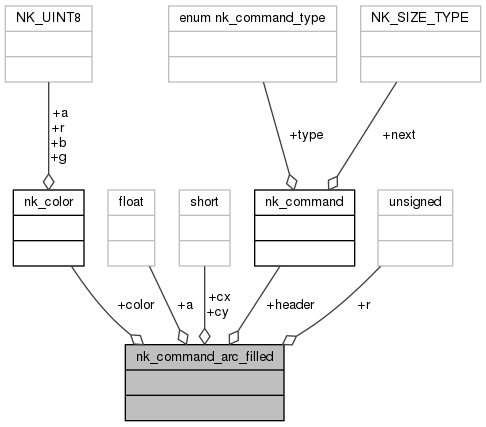 NK_UINT8
enum nk_command_type
NK_SIZE_TYPE
+a
+r
+b
+g
+type
+next
nk_color
float
short
nk_command
unsigned
+color
+a
+cx
+cy
+header
+r
nk_command_arc_filled